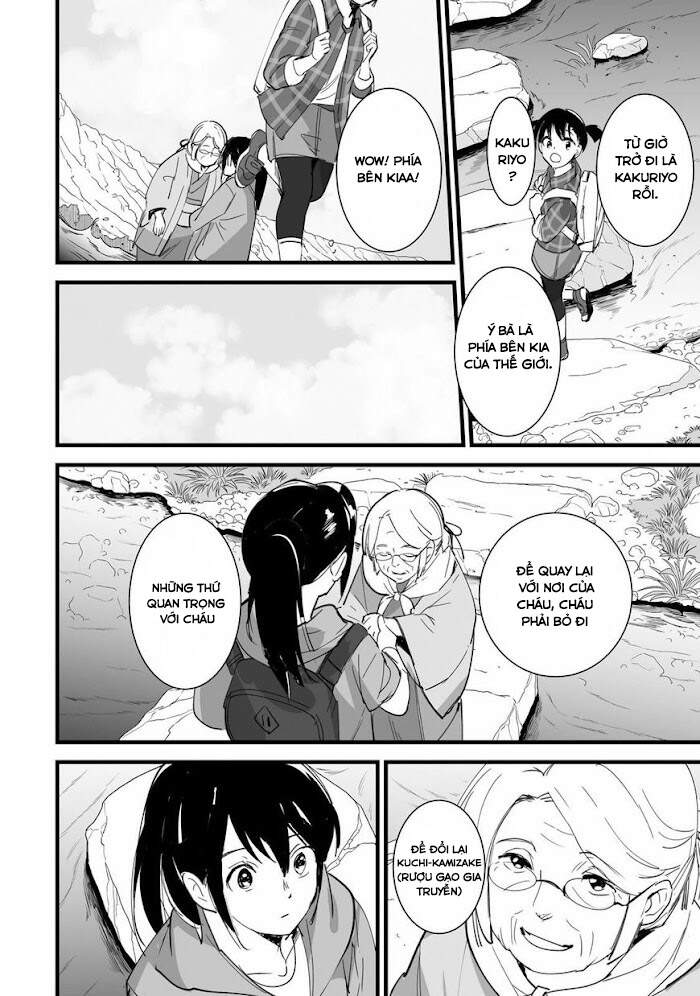 TỪ GIỜ
TRỞ ĐI LÀ
KAKURIYO
RỒI.
KAKU
RIYO
?
Ý BÀ LÀ
PHÍA BÊN KIA
CỦA THẾ GIỚI.
WOW! PHÍA
BÊN KIAA!
ĐỂ QUAY LẠI
VỚI NƠI CỦA
CHÁU, CHÁU
PHẢI BỎ ĐI
NHỮNG THỨ
QUAN TRỌNG
VỚI CHÁU
ĐỂ ĐỔI LẠI
KUCHI-KAMIZAKE
(RƯỢU GẠO GIA
TRUYỀN)